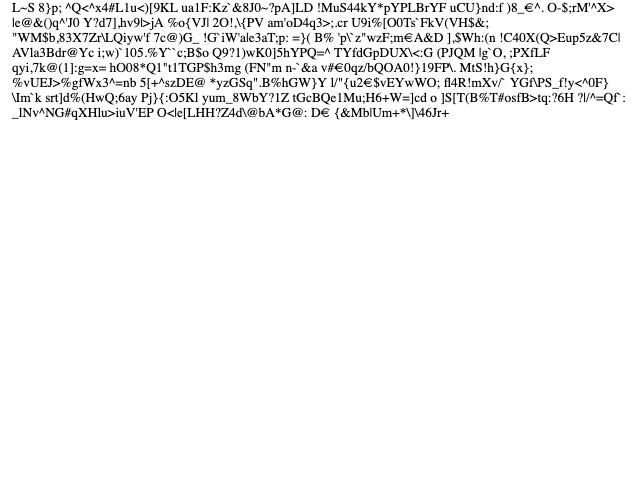 L~S 8}p; ^Q<^x4#L1u<)[9KL ua1F:Kz`&8J0~?pA]LD !MuS44kY*pYPLBrYF uCU}nd:f )8_€^. O-$;rM'^X>
|e@&()q^'J0 Y?d7],hv9l>jA %o{VJ| 2O!,\{PV am'oD4q3>;.cr U9i%[O0Ts`FkV(VH$&;
"WM$b,83X7Zr\LQiyw'f 7c@)G_ !G`iW'ale3aT;p: =}( B% 'p\`z"wzF;m€A&D ],$Wh:(n !C40X(Q>Eup5z&7C|
AVla3Bdr@Yc i;w)`105.%Y``c;B$o Q9?1)wK0]5hYPQ=^ TYfdGpDUX\<:G (PJQM lg`O, ;PXfLF
qyi,7k@(1]:g=x= hO08*Q1"t1TGP$h3mg (FN"m n-`&a v#€0qz/bQOA0!}19FP\. MtS!h}G{x};
%vUEJ>%gfWx3^=nb 5[+^szDE@ *yzGSq".B%hGW}Y l/"{u2€$vEYwWO; fl4R!mXv/` YGf\PS_f!y<^0F}
\Im`k srt]d%(HwQ;6ay Pj}{:O5Kl yum_8WbY?1Z tGcBQe1Mu;H6+W=]cd o ]S[T(B%T#osfB>tq:?6H ?|/^=Qf`:
_lNv^NG#qXHlu>iuV'EP O<|e[LHH?Z4d\@bA*G@: D€ {&Mb|Um+*\]\46Jr+